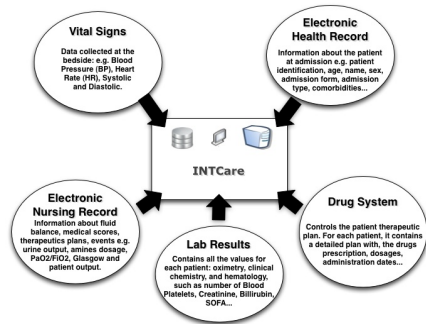 Vital Signs
Data collected at the
bedside: e.g. Blood
Pressure (BP), Heart
Rate (HR), Systolic
and Diastolic.
Electronic
Health Record
Information about the patient
at admission e.g. patient
identification, age, name, sex,
admission form, admission
type, comorbidities...
INTCare
Electronic
Nursing Record
Information about fluid
balance, medical scores,
therapeutics plans, events e.g.
urine output, amines dosage,
PaO2/FiO2, Glasgow and
patient output.
Lab Results
Contains all the values for
each patient: oximetry, clinical
chemistry, and hematology,
such as number of Blood
Platelets, Creatinine, Billirubin,
SOFA...
Drug System
Controls the patient therapeutic
plan. For each patient, it contains
a detailed plan with, the drugs
prescription, dosages,
administration dates...